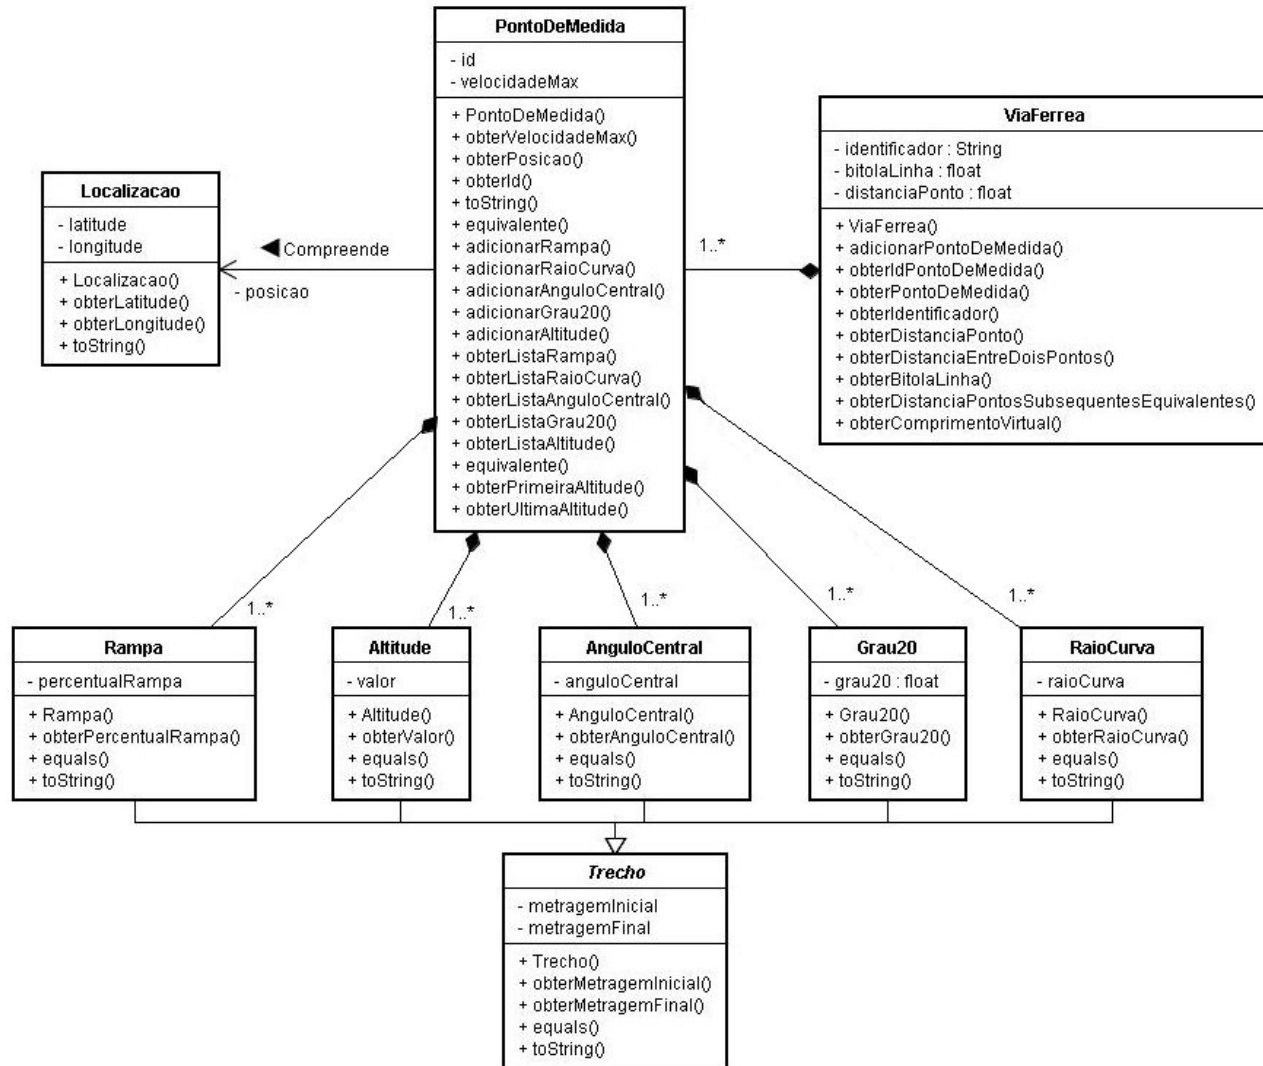 PontoDeMedida
- id
- velocidadeMax
+ PontoDeMedida()
+ obterVelocidadeMax()
+ obterPosicao()
+ obterId()
+ toString()
+ equivalente()
+ adicionarRampa()
+ adicionarRaioCurva()
+ adicionarAnguloCentral()
+ adicionarGrau20()
+ adicionarAltitude()
+ obterListaRampa()
+ obterListaRaioCurva()
+ obterListaAnguloCentral()
+ obterListaGrau20()
+ obterListaAltitude()
+ equivalente()
+ obterPrimeiraAltitude()
+ obterUltimaAltitude()
ViaFerrea
- identificador : String
- bitolaLinha : float
- distanciaPonto : float
+ ViaFerrea()
+ adicionarPontoDeMedida()
+ obterIdPontoDeMedida()
+ obterPontoDeMedida()
+ obterIdentificador()
+ obterDistanciaPonto()
+ obterDistanciaEntreDoisPontos()
+ obterBitolaLinha()
+ obterDistanciaPontosSubsequentesEquivalentes()
+ obterComprimentoVirtual()
1..*
Localizacao
- latitude
- longitude
+ Localizacao()
+ obterLatitude()
+ obterLongitude()
+ toString()
◀Compreende
- posicao
1..*
1..*
1..*
1..*
1..*
Rampa
- percentualRampa
+ Rampa()
+ obterPercentualRampa()
+ equals()
+ toString()
Altitude
- valor
+ Altitude()
+ obterValor()
+ equals()
+ toString()
AnguloCentral
- anguloCentral
+ AnguloCentral()
+ obterAnguloCentral()
+ equals()
+ toString()
Grau20
- grau20 : float
+ Grau20()
+ obterGrau20()
+ equals()
+ toString()
RaioCurva
- raioCurva
+ RaioCurva()
+ obterRaioCurva()
+ equals()
+ toString()
Trecho
- metragemInicial
- metragemFinal
+ Trecho()
+ obterMetragemInicial()
+ obterMetragemFinal()
+ equals()
+ toString()